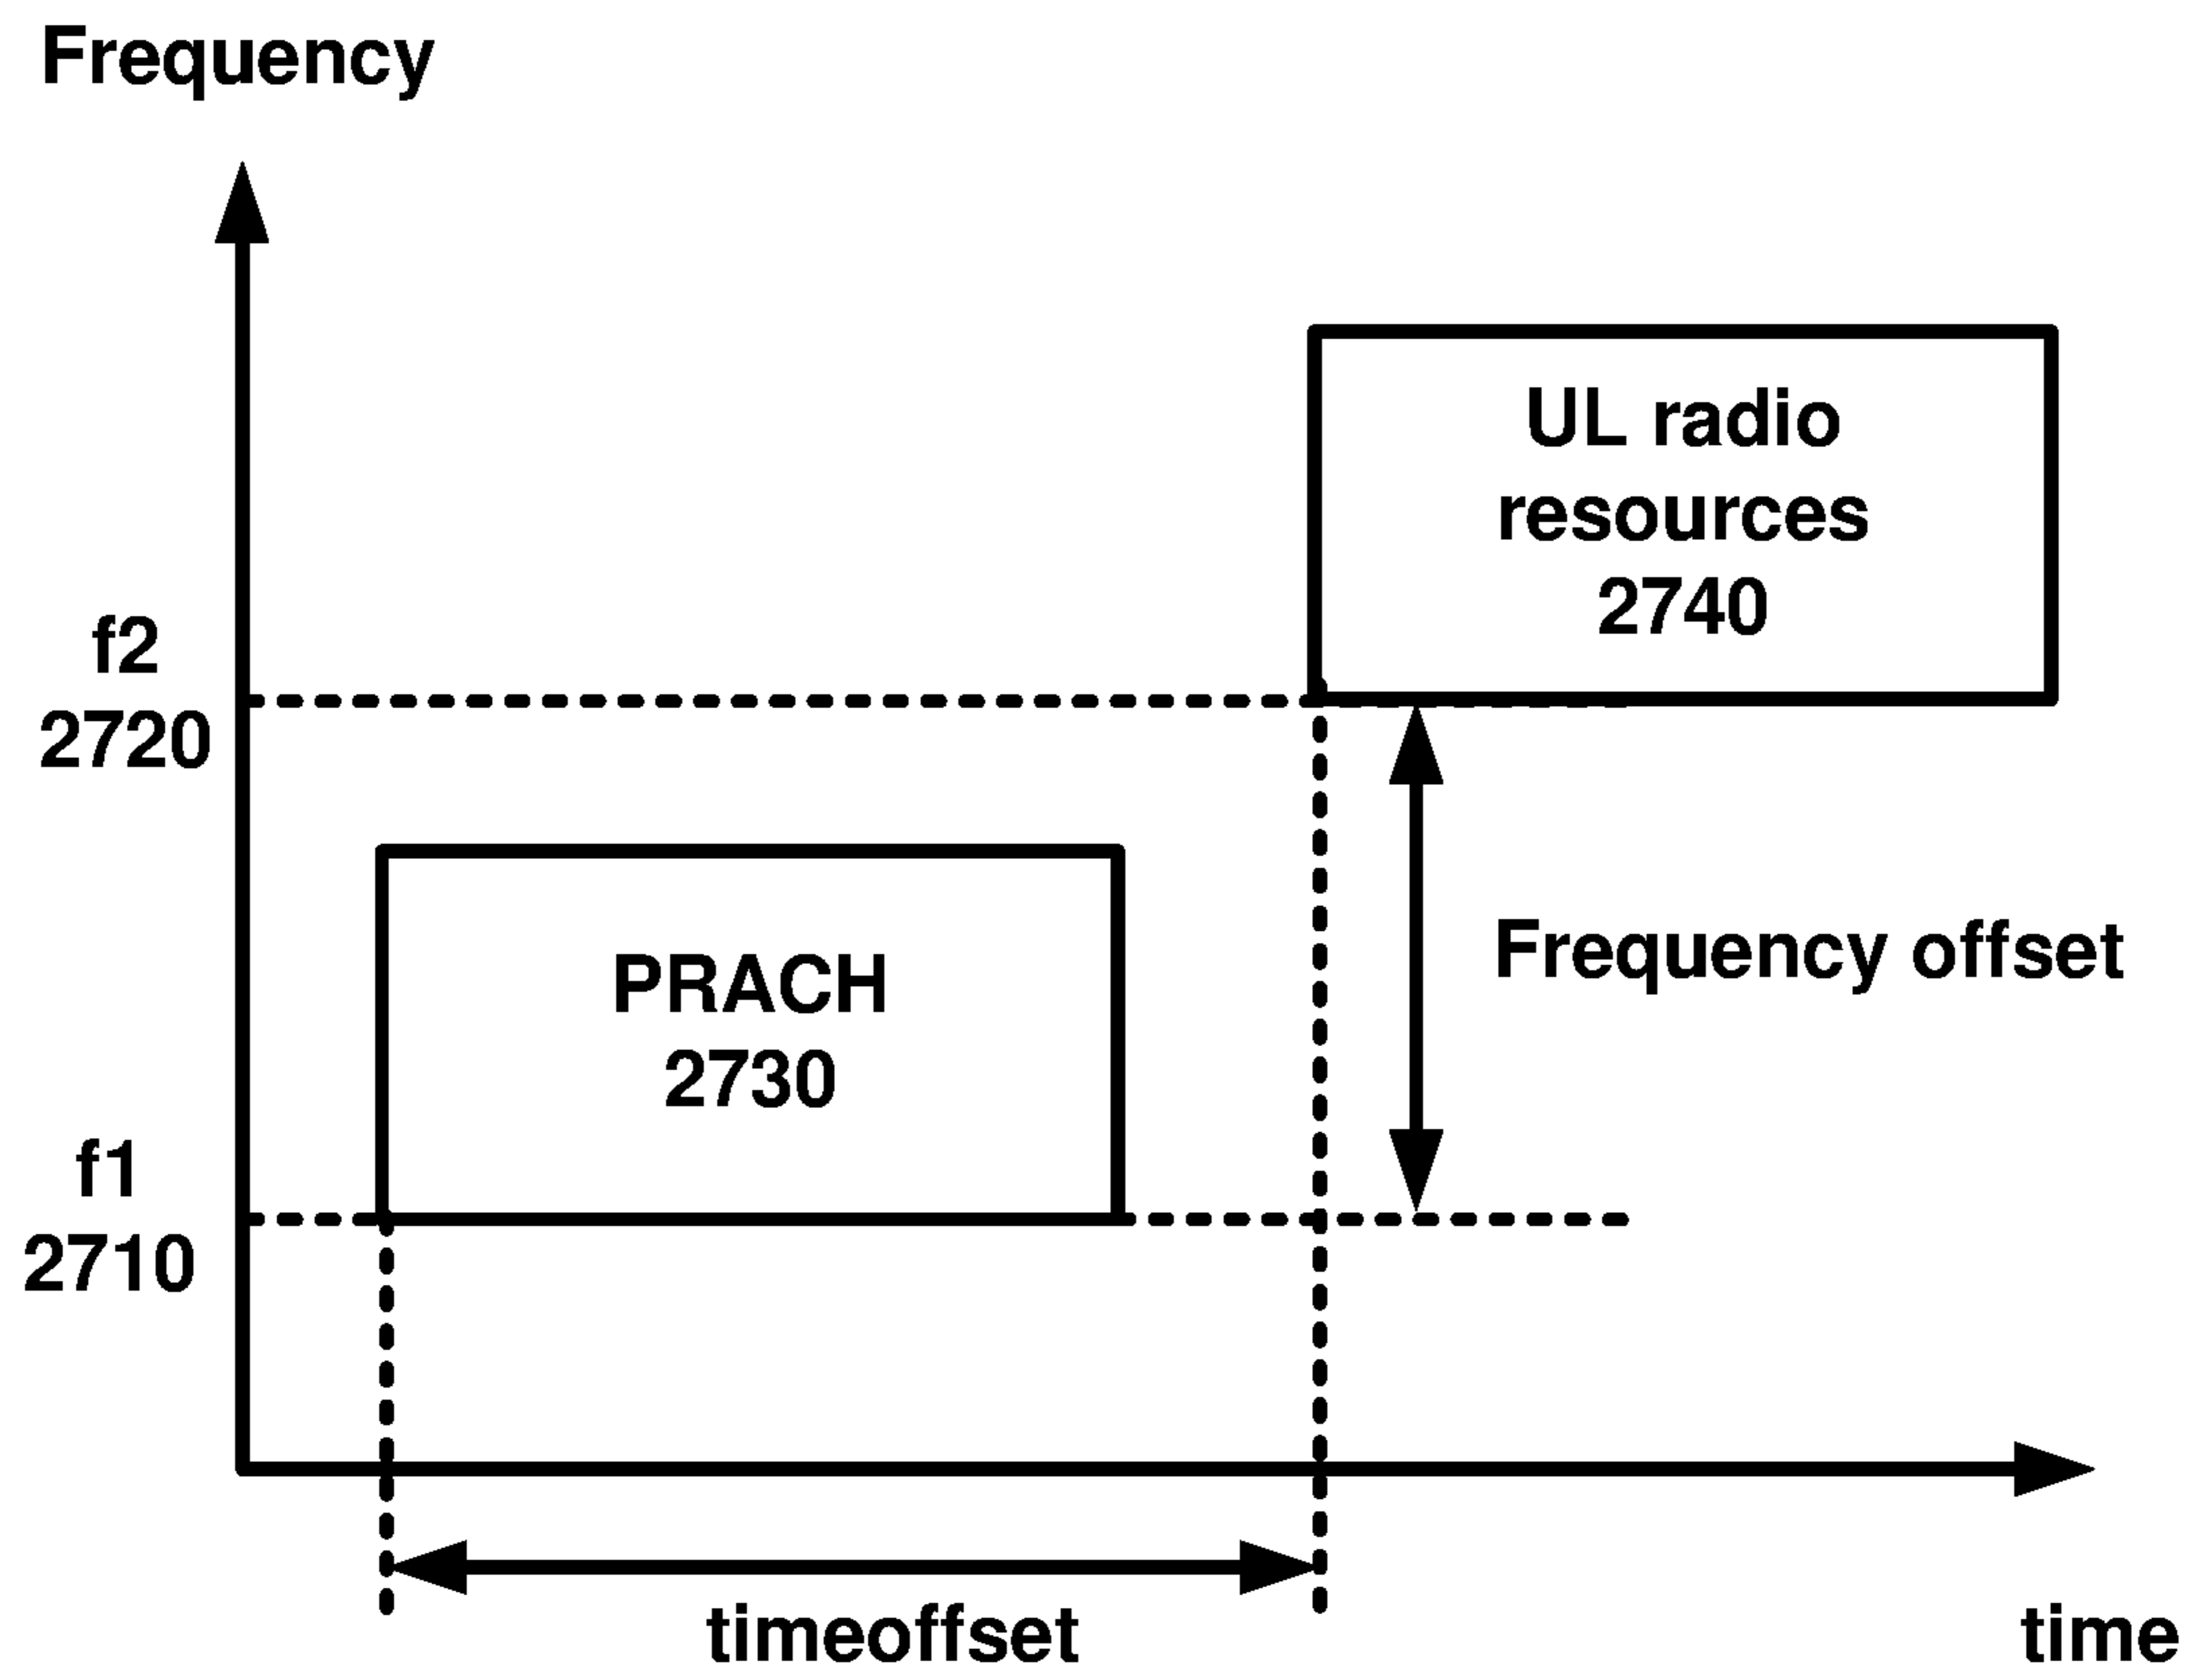 Frequency
UL radio
resources
2740
f2
2720
PRACH
2730
Frequency offset
f1
2710
timeoffset
time